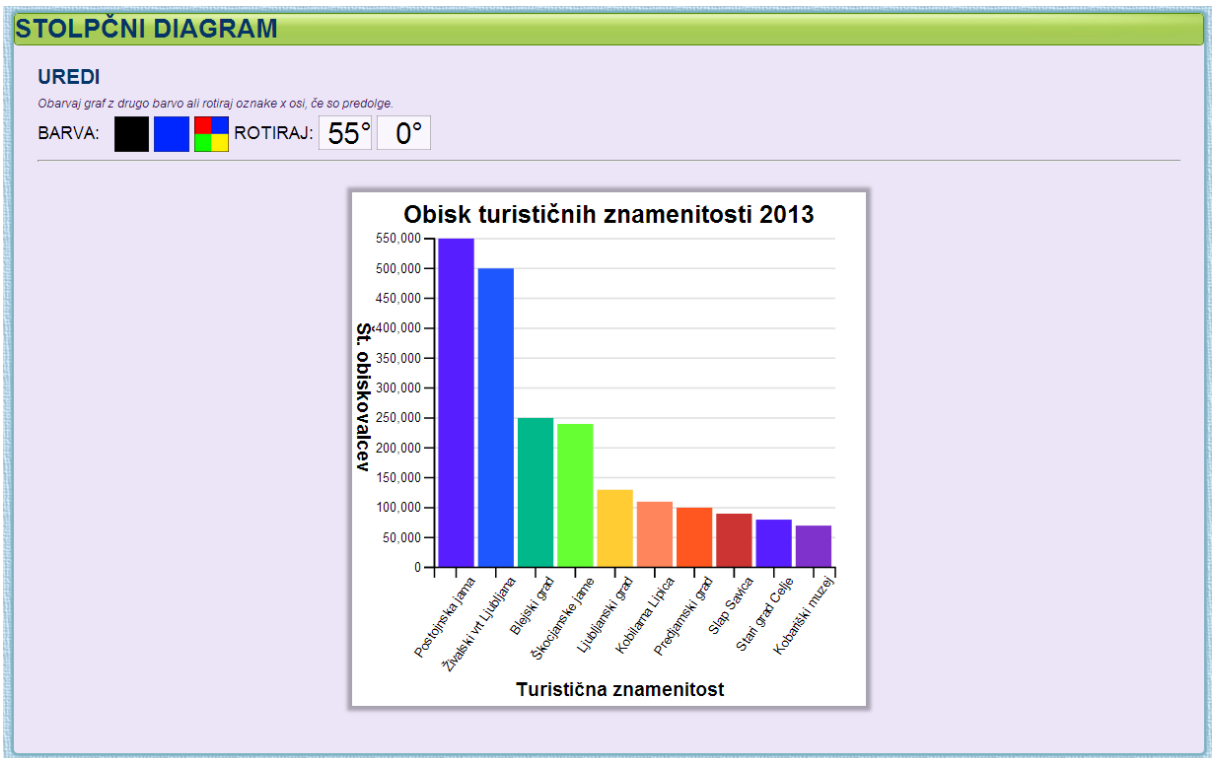 STOLPČNI DIAGRAM
UREDI
Obarvaj graf z drugo barvo ali rotiraj oznake x osi, če so predolge.
BARVA: ROTIRAJ: 55° 0°
Obisk turističnih znamenitosti 2013
550,000
500,000
450,000
400,000
350,000
300,000
250,000
200,000
150,000
100,000
50,000
0
Št. obiskovalcev
Postojnska jama
Živalski vrt Ljubljana
Blejski grad
Škocjanske jame
Ljubljanski grad
Kobilarna Lipica
Predjamski grad
Slap Savica
Stari grad Celje
Kobariški muzej
Turistična znamenitost